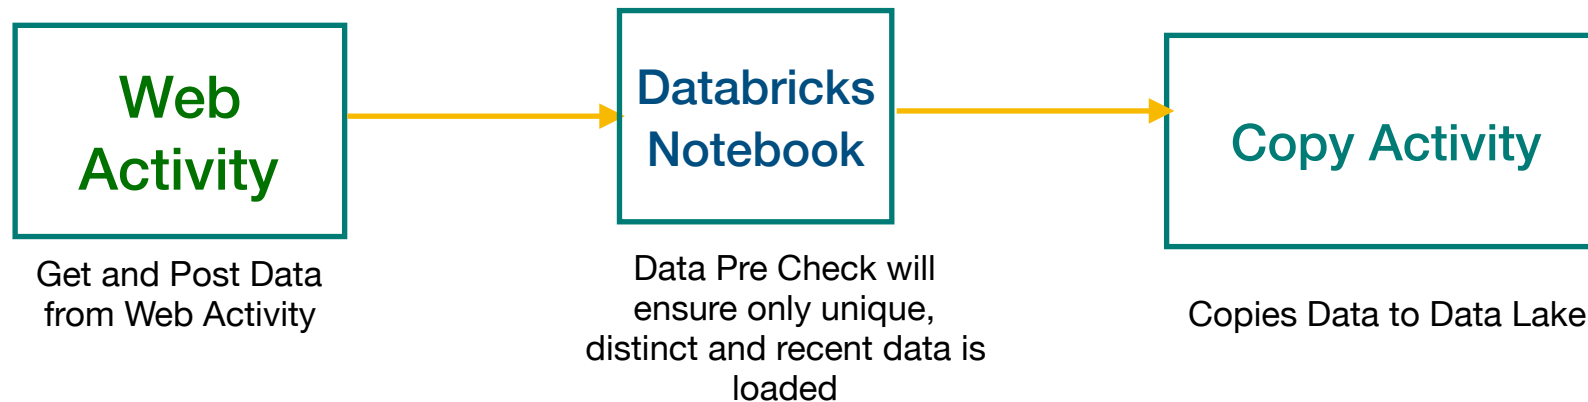 Web
Activity
Databricks
Notebook
Copy Activity
Get and Post Data
from Web Activity
Data Pre Check will
ensure only unique,
distinct and recent data is
loaded
Copies Data to Data Lake